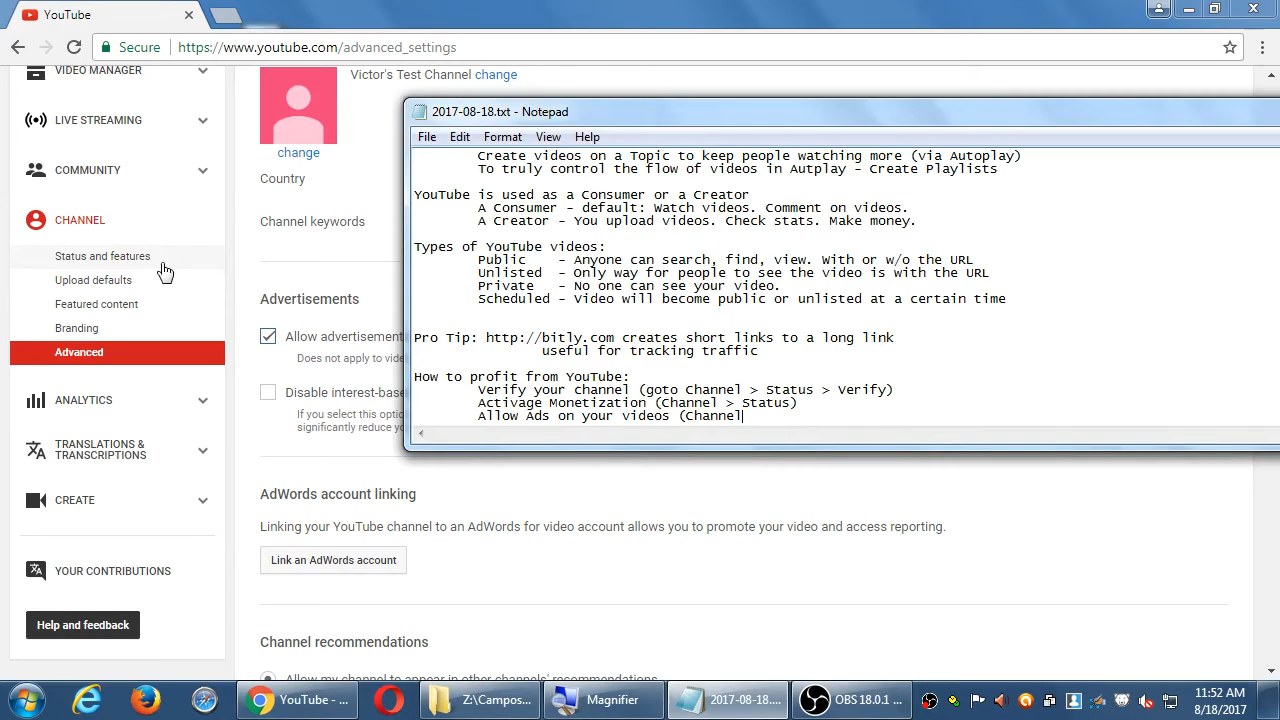 YouTube
Secure
https://www.youtube.com/advanced_settings
VIDEO MANAGER
LIVE STREAMING
COMMUNITY
CHANNEL
Status and features
Upload defaults
Featured content
Branding
Advanced
ANALYTICS
TRANSLATIONS &
TRANSCRIPTIONS
CREATE
YOUR CONTRIBUTIONS
Help and feedback
Victor's Test Channel change
change
Country
Channel keywords
Advertisements
Allow advertisement
Does not apply to vide
Disable interest-base
If you select this option
significantly reduce yo
AdWords account linking
Linking your YouTube channel to an AdWords for video account allows you to promote your video and access reporting.
Link an AdWords account
Channel recommendations
Allow my channel to appear in other channels' recommendations
2017-08-18.txt - Notepad
File Edit Format View Help
Create videos on a Topic to keep people watching more (via Autoplay)
To truly control the flow of videos in Autplay - Create Playlists
YouTube is used as a Consumer or a Creator
A Consumer - default: Watch videos. Comment on videos.
A Creator - You upload videos. Check stats. Make money.
Types of YouTube videos:
Public - Anyone can search, find, view. With or w/o the URL
Unlisted - Only way for people to see the video is with the URL
Private - No one can see your video.
Scheduled - Video will become public or unlisted at a certain time
Pro Tip: http://bitly.com creates short links to a long link
useful for tracking traffic
How to profit from YouTube:
Verify your channel (goto Channel > Status > Verify)
Activage Monetization (Channel > Status)
Allow Ads on your videos (Channel
YouTube - ...
Z:\Campos...
Magnifier
2017-08-18....
OBS 18.0.1 ...
11:52 AM
8/18/2017